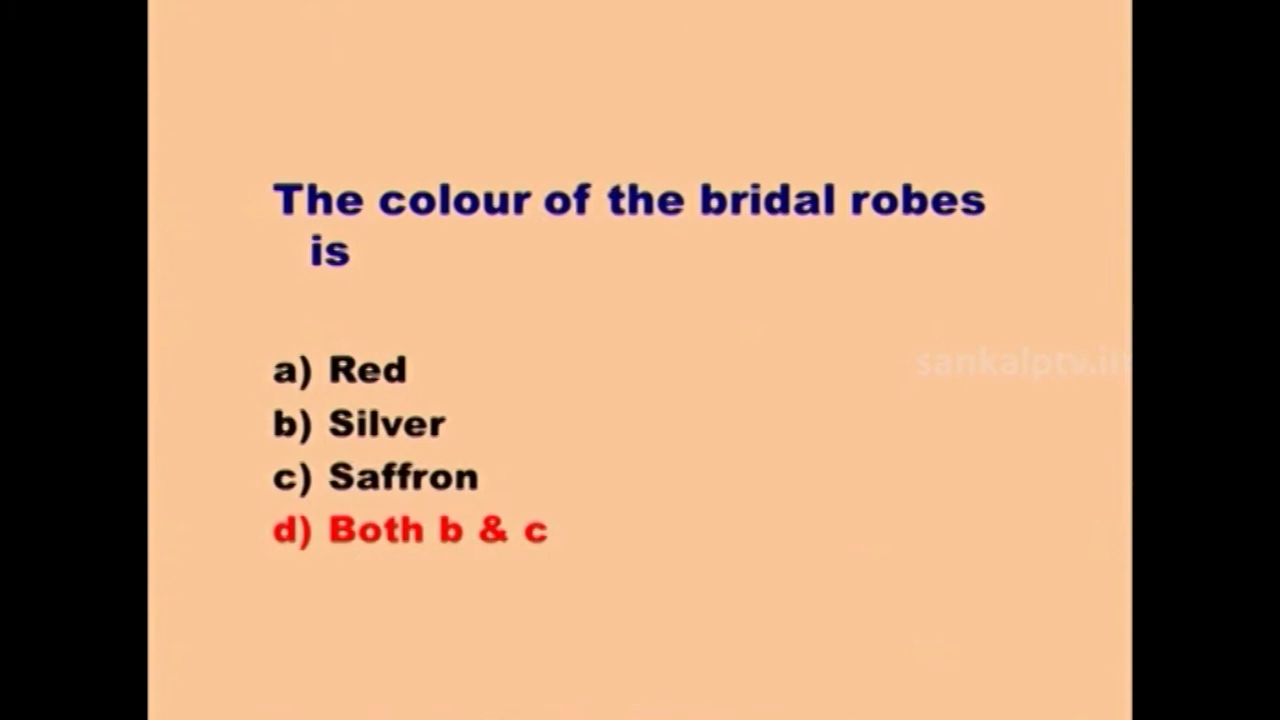 The colour of the bridal robes
is
a) Red
b) Silver
c) Saffron
d) Both b & c